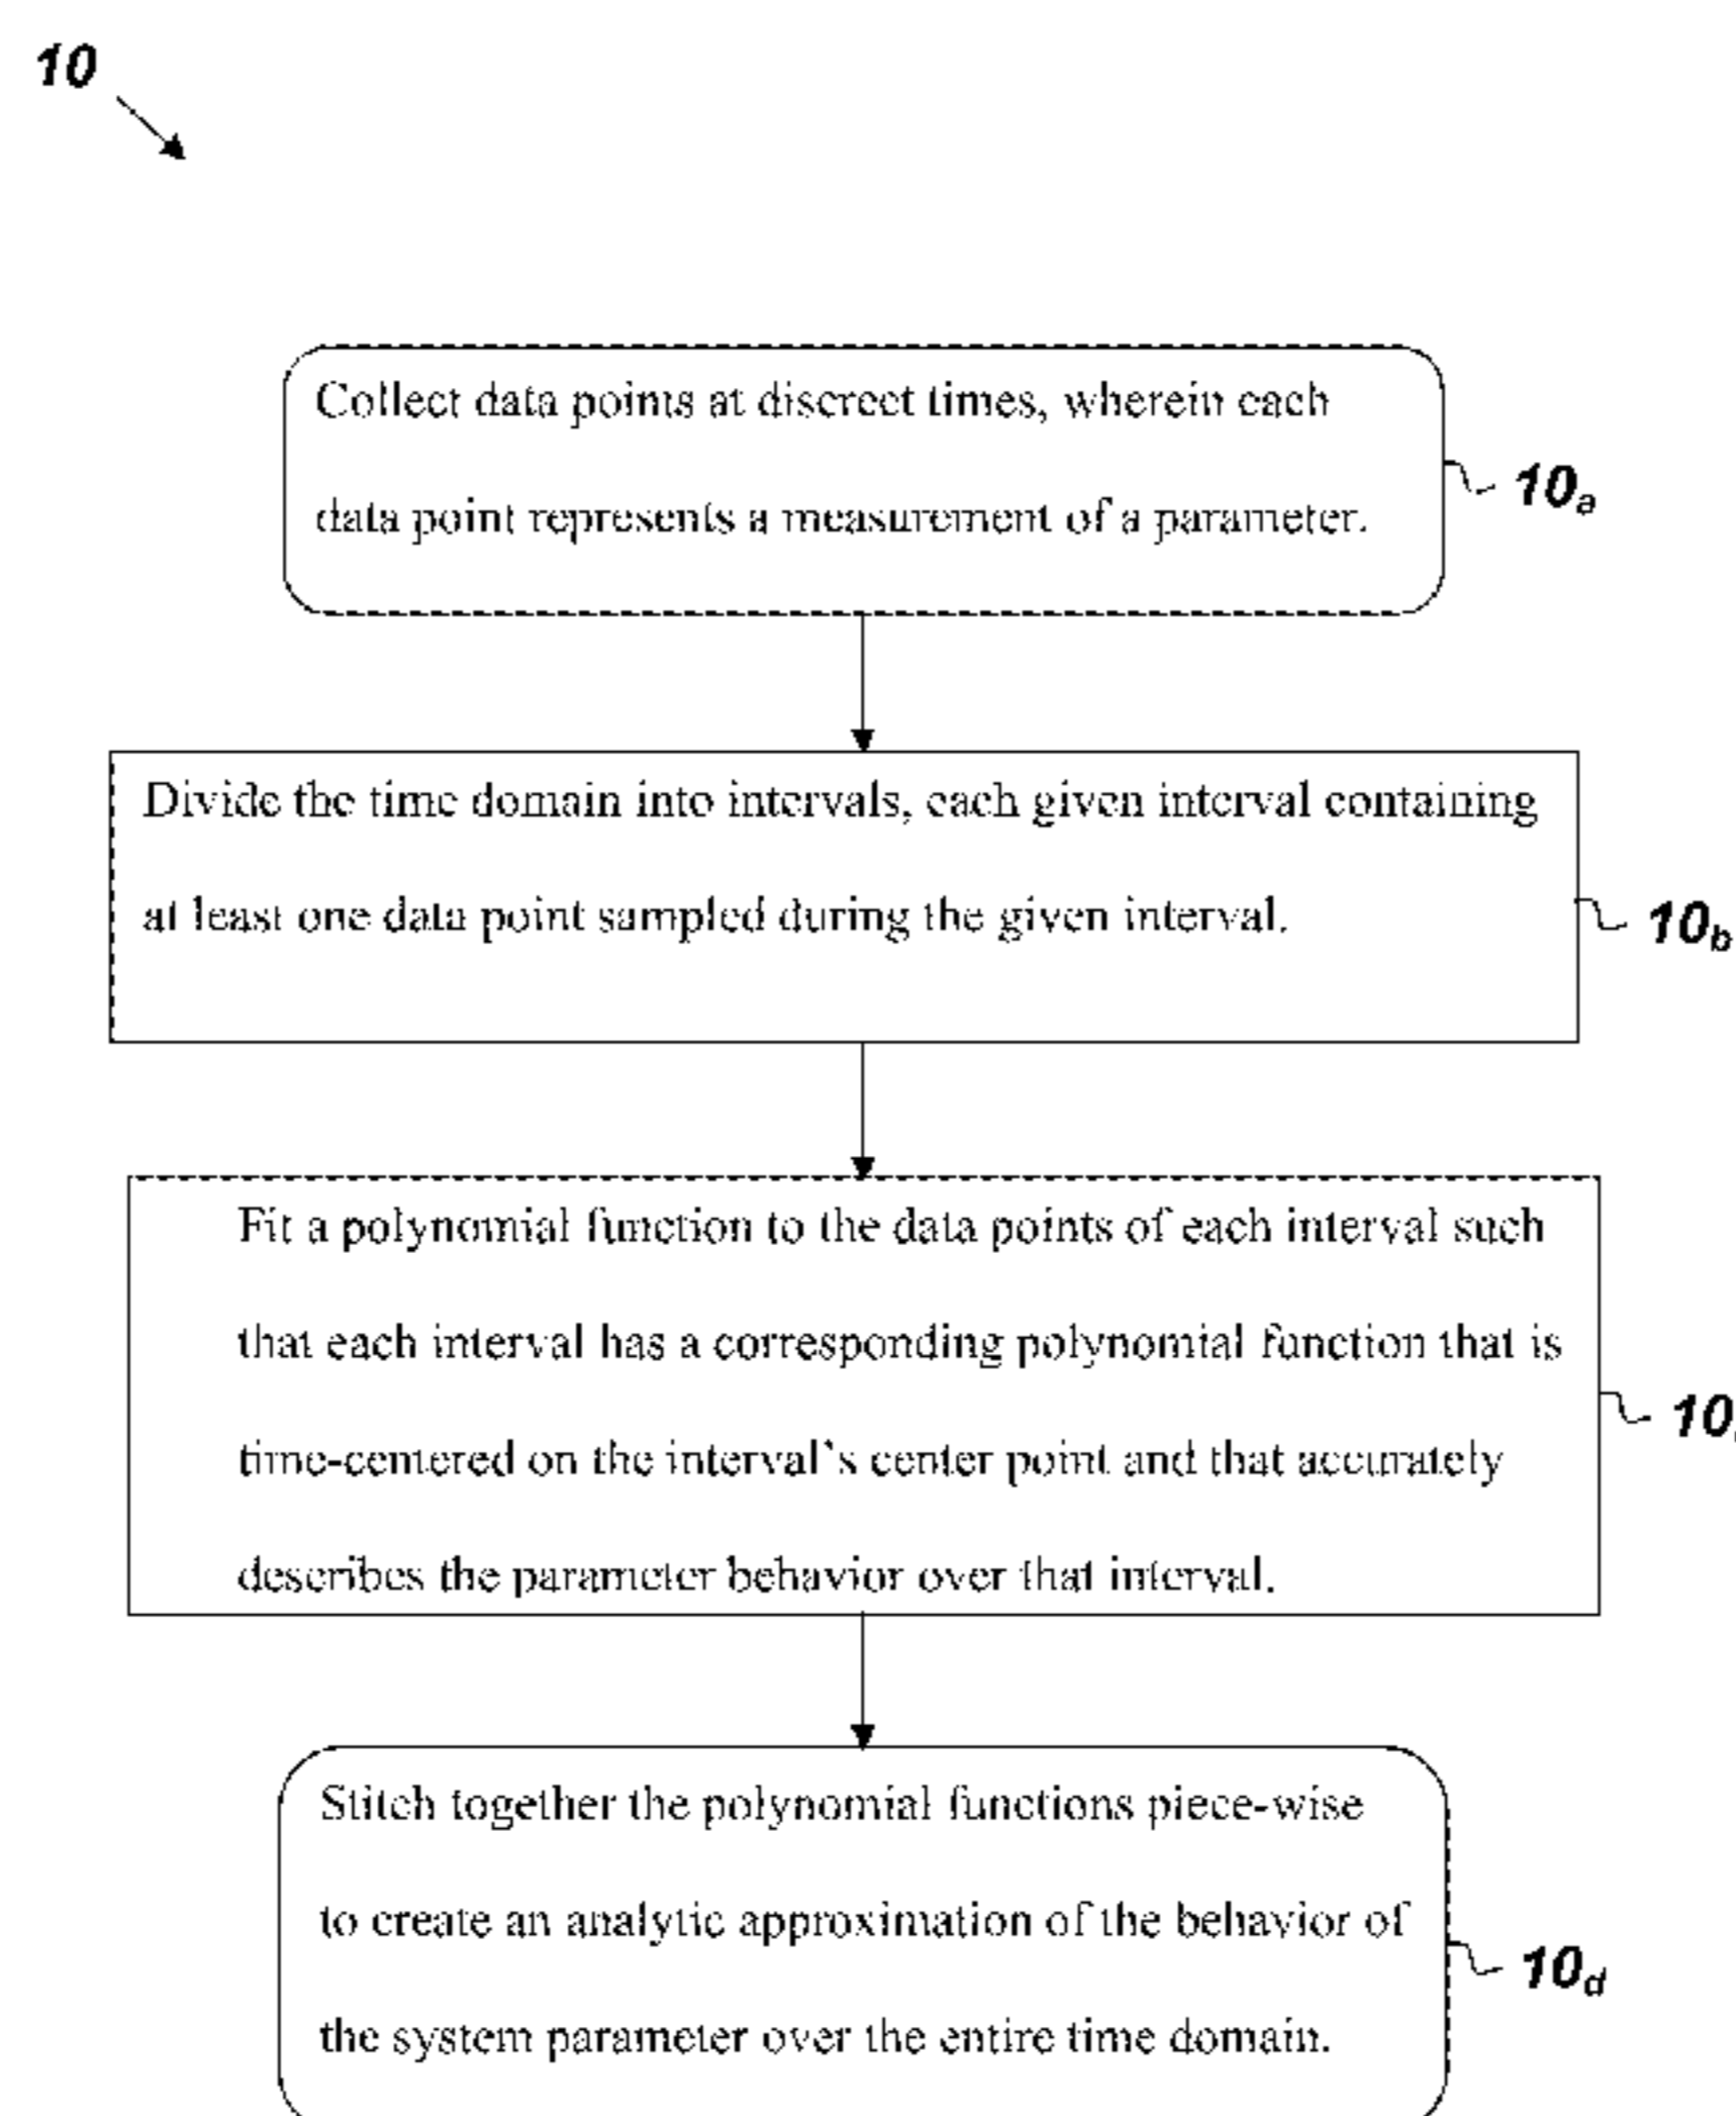 10
Collect data points at discreet times, wherein each
data point represents a measurement of a parameter.
10a
Divide the time domain into intervals, each given interval containing
at least one data point sampled during the given interval.
10b
Fit a polynomial function to the data points of each interval such
that each interval has a corresponding polynomial function that is
time-centered on the interval's center point and that accurately
describes the parameter behavior over that interval.
10
Stitch together the polynomial functions piece-wise
to create an analytic approximation of the behavior of
the system parameter over the entire time domain.
10d